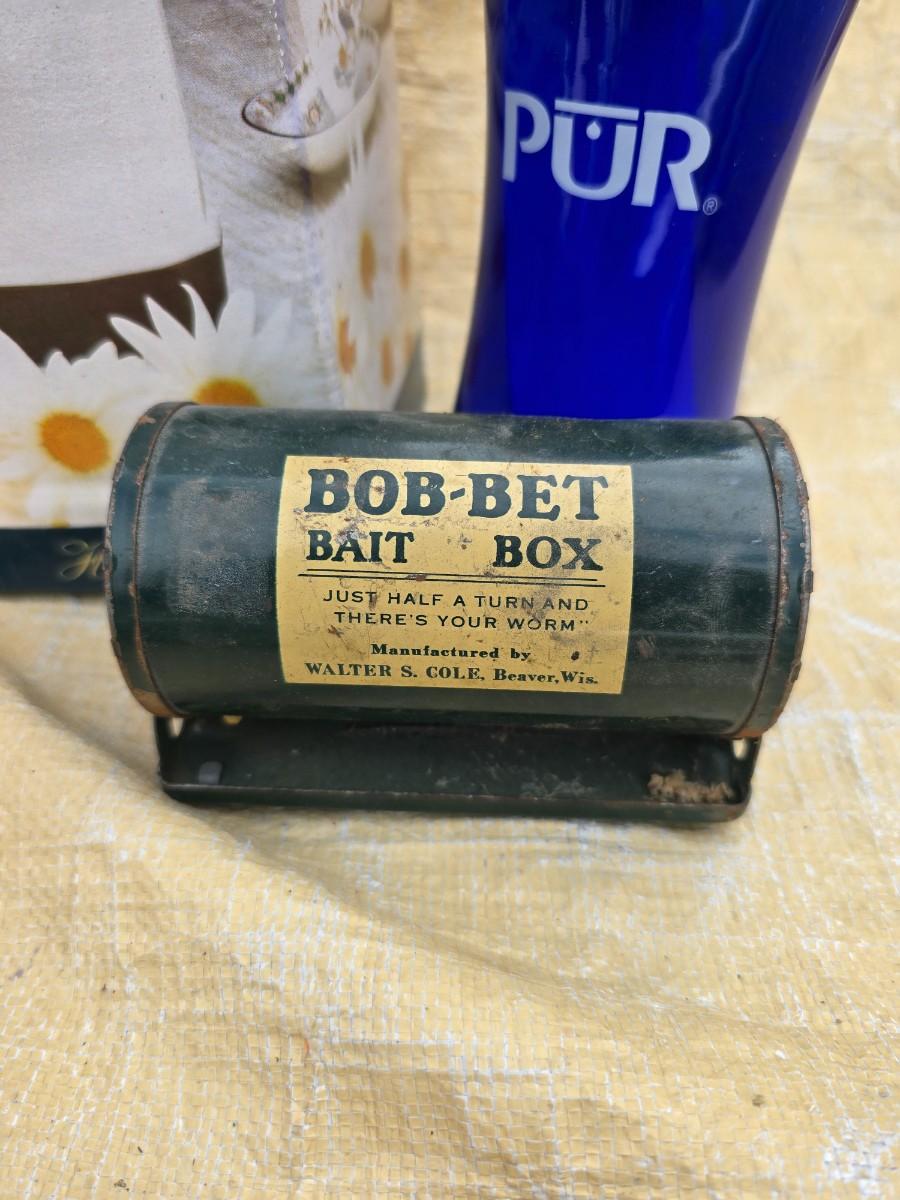 PUR®
BOB-BET
BAIT BOX
JUST HALF A TURN AND
THERE'S YOUR WORM"
Manufactured by
WALTER S. COLE, Beaver, Wis.